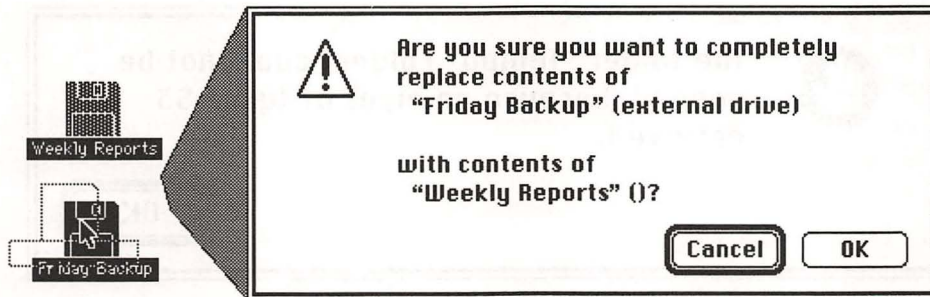 Are you sure you want to completely
replace contents of
"Friday Backup" (external drive)
with contents of
"Weekly Reports" ()?
Cancel
OK
Weekly Reports
Friday Backup